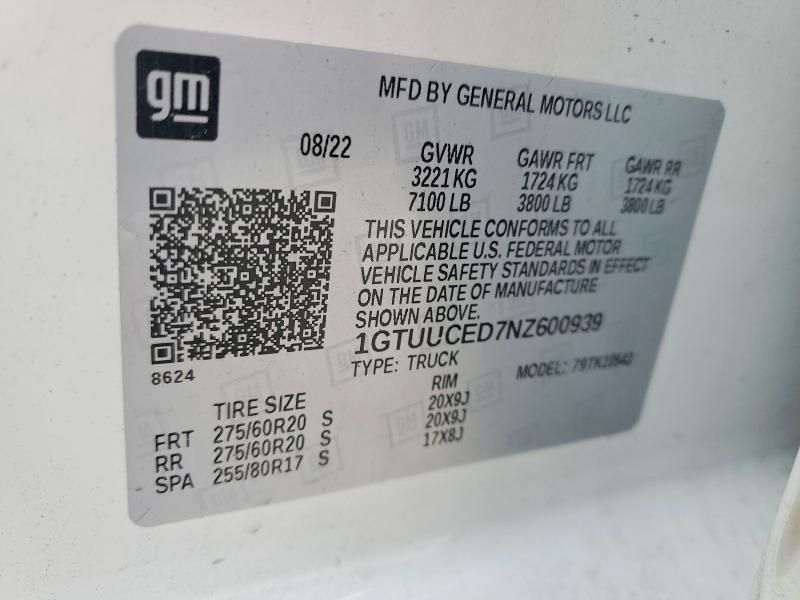 gm
MFD BY GENERAL MOTORS LLC
08/22
GVWR GAWR FRT GAWR RR
3221 KG 1724 KG 1724 KG
7100 LB 3800 LB 3800 LB
THIS VEHICLE CONFORMS TO ALL
APPLICABLE U.S. FEDERAL MOTOR
VEHICLE SAFETY STANDARDS IN EFFECT
ON THE DATE OF MANUFACTURE
SHOWN ABOVE.
1GTUUCED7NZ600939
TYPE: TRUCK MODEL: 79TK10543
8624
TIRE SIZE RIM
FRT 275/60R20 S 20X9J
RR 275/60R20 S 20X9J
SPA 255/80R17 S 17X8J